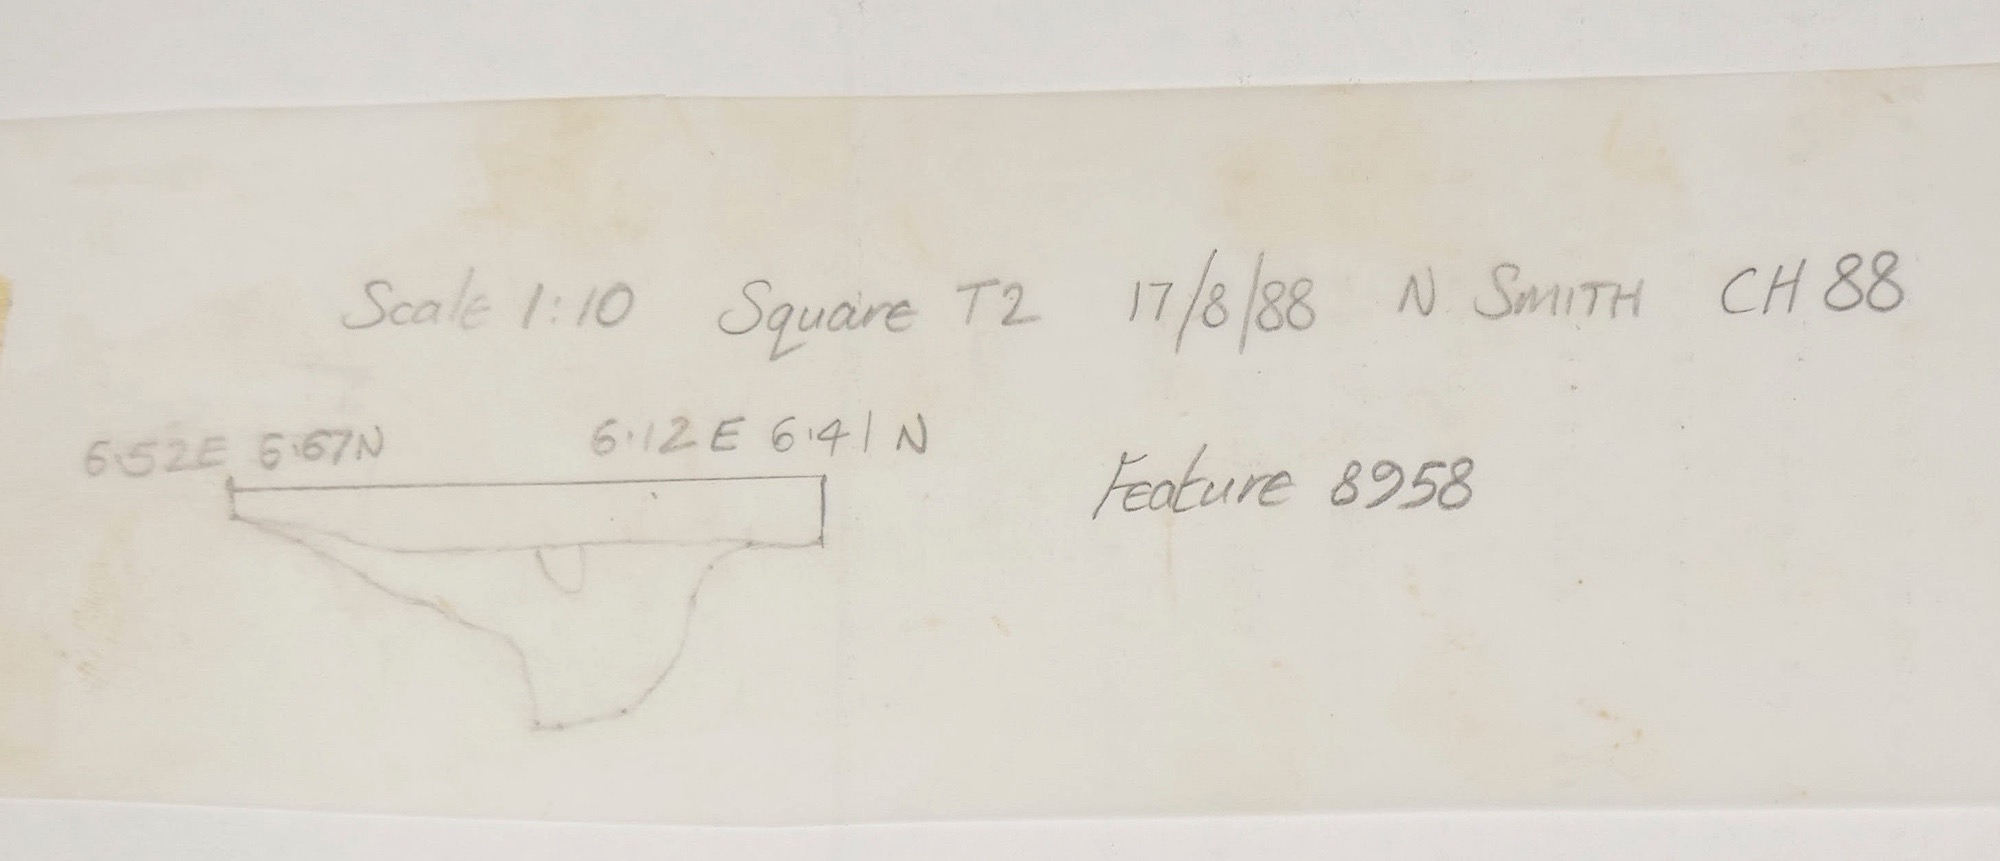 Scale 1:10 Square T2 17/8/88 N. SMITH CH 88
6.52E 6.67N 6.12E 6.41N
Feature 8958